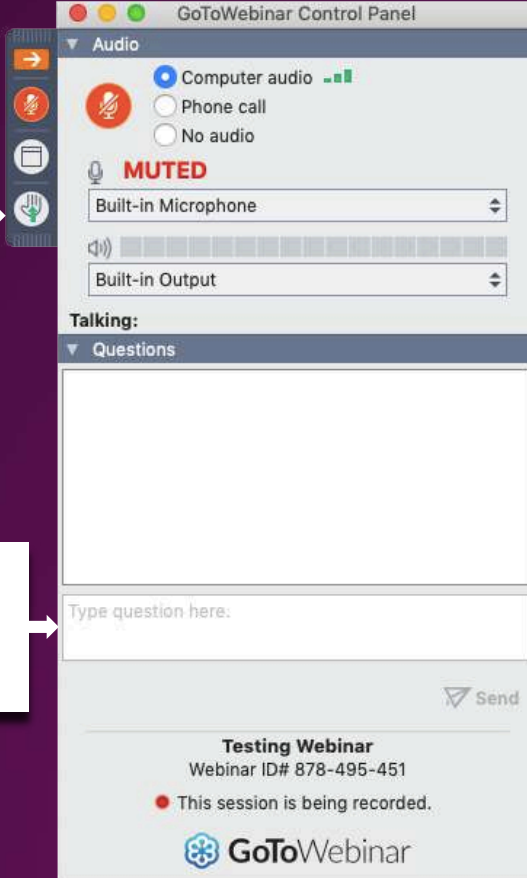 GoToWebinar Control Panel
Audio
Computer audio
Phone call
No audio
MUTED
Built-in Microphone
Built-in Output
Talking:
Questions
Type question here.
Send
Testing Webinar
Webinar ID# 878-495-451
This session is being recorded.
GoToWebinar